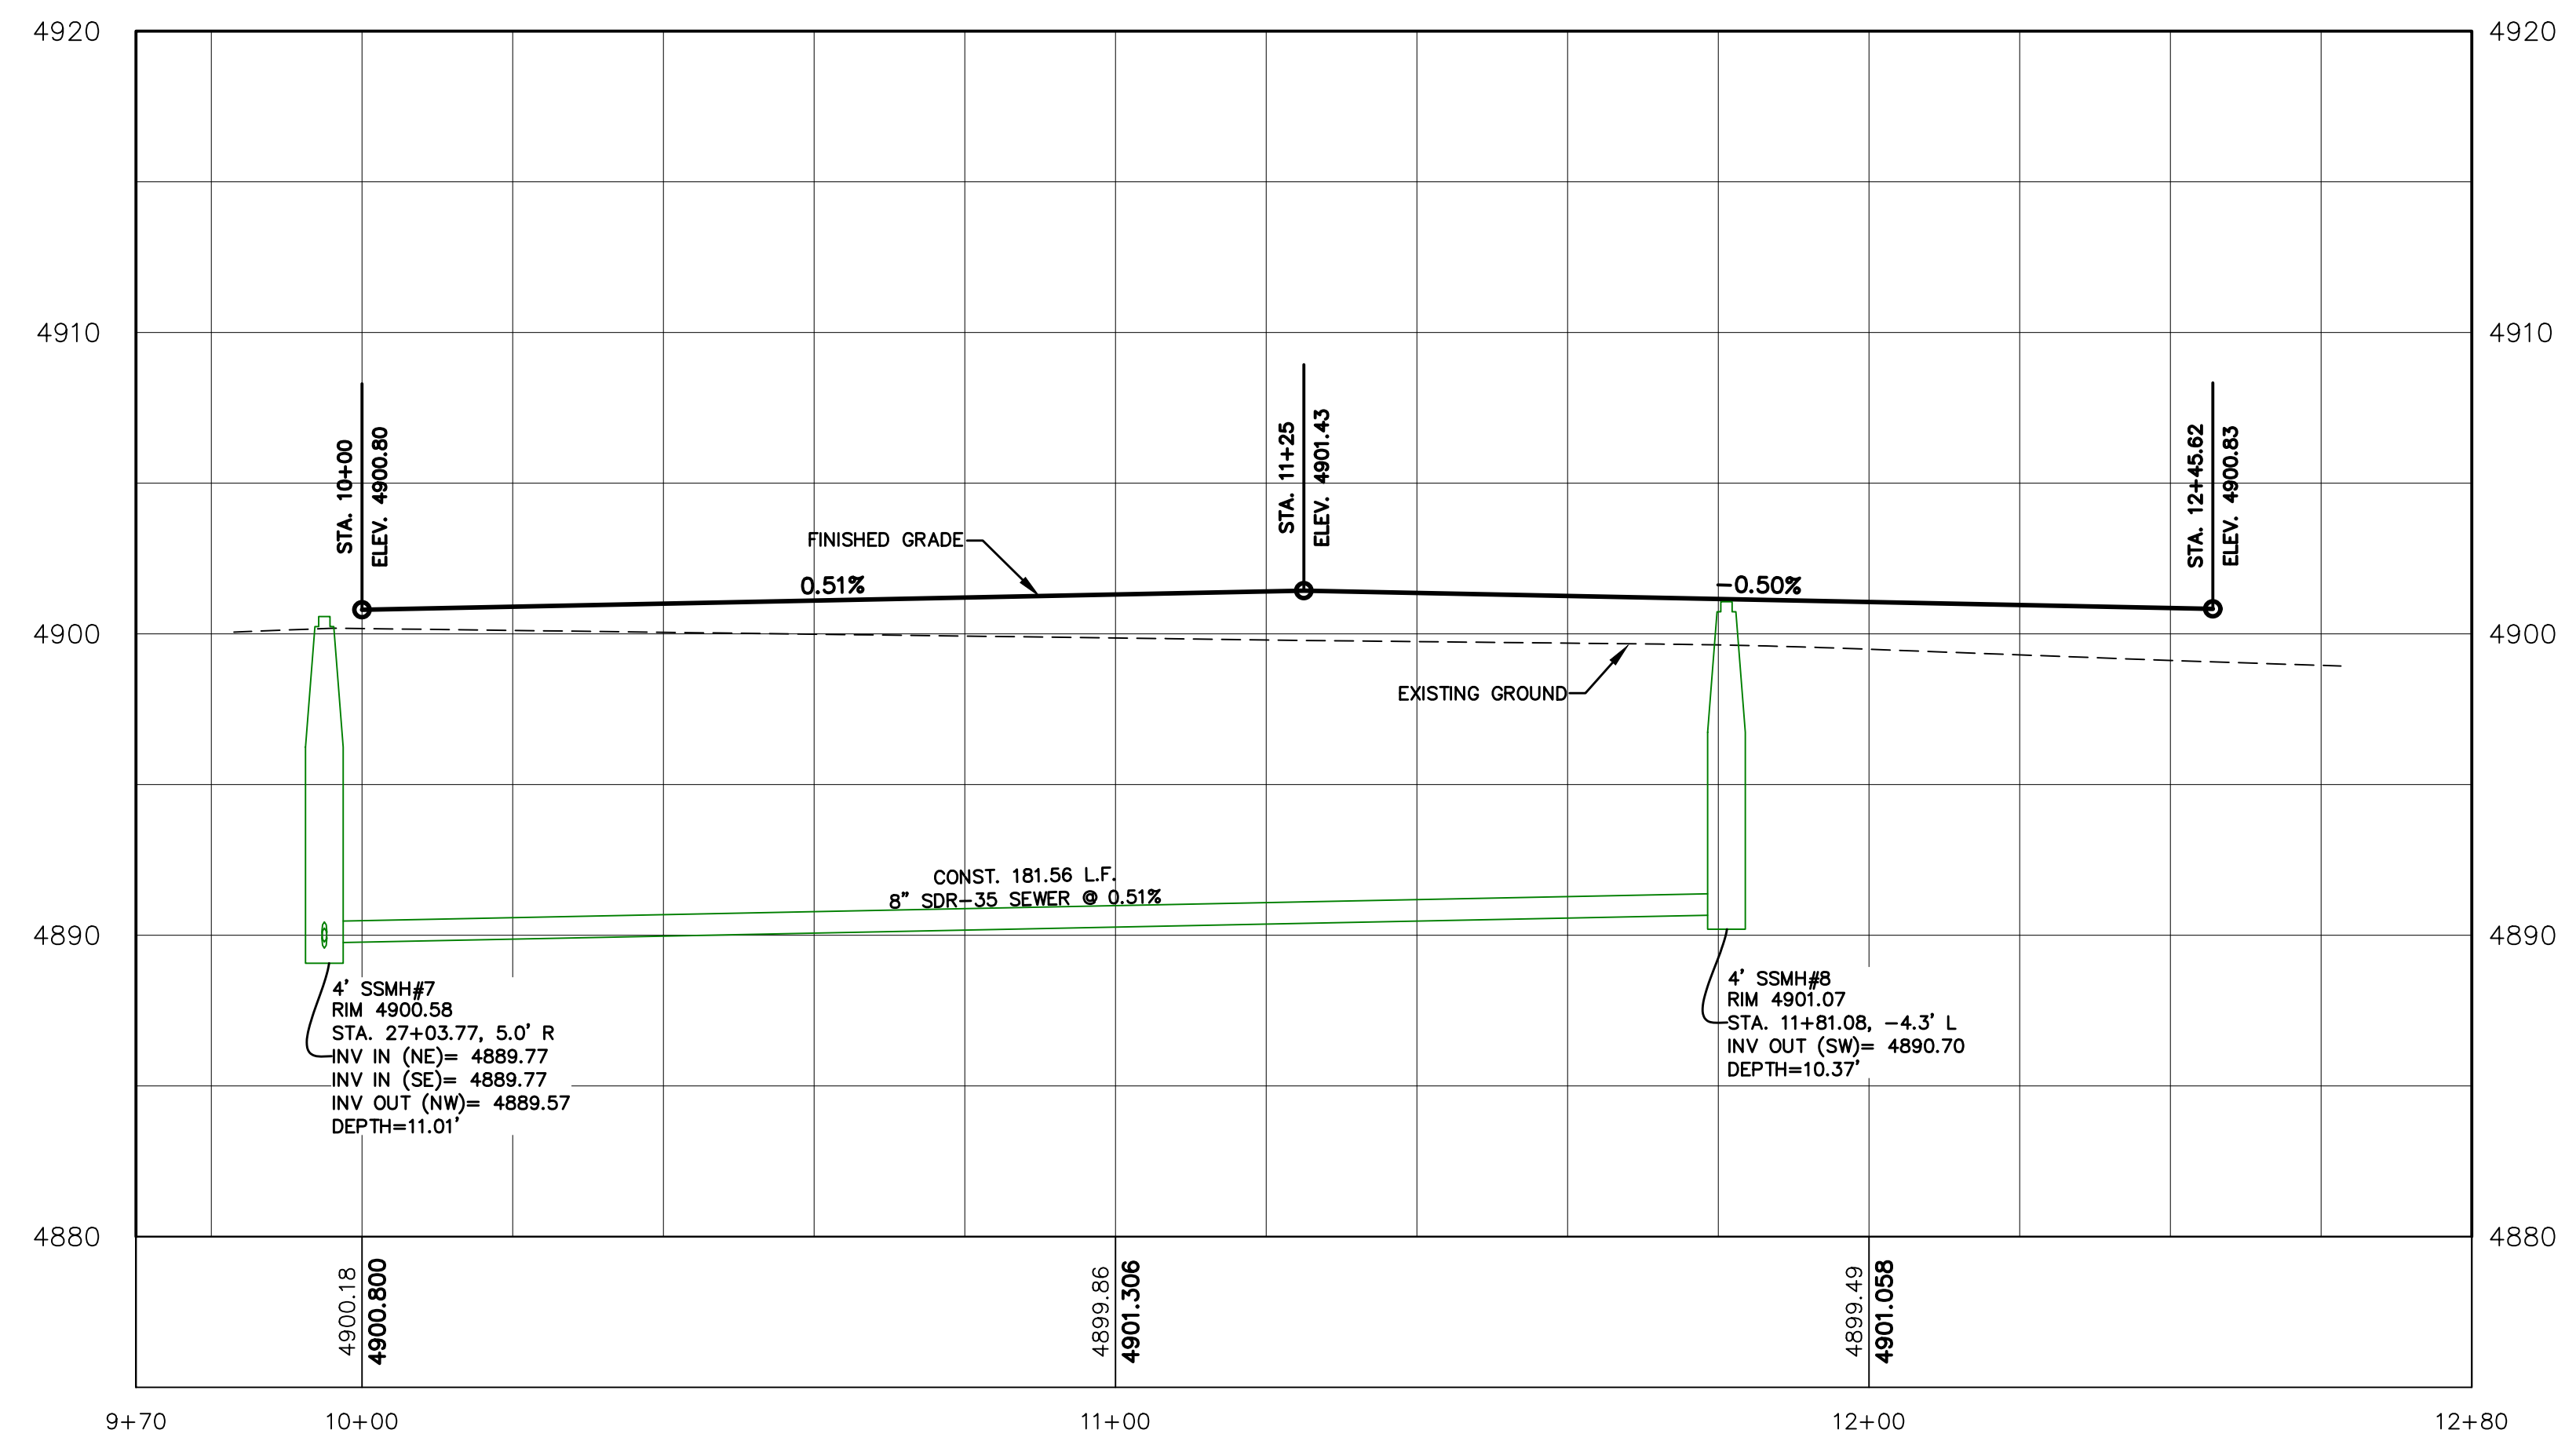 4920
4920
4910
4910
STA. 10+00
ELEV. 4900.80
STA. 11+25
ELEV. 4901.43
STA. 12+45.62
ELEV. 4900.83
FINISHED GRADE
0.51%
-0.50%
4900
4900
EXISTING GROUND
CONST. 181.56 L.F.
8" SDR-35 SEWER @ 0.51%
4890
4890
4' SSMH#7
RIM 4900.58
STA. 27+03.77, 5.0' R
INV IN (NE)= 4889.77
INV IN (SE)= 4889.77
INV OUT (NW)= 4889.57
DEPTH=11.01'
4' SSMH#8
RIM 4901.07
STA. 11+81.08, -4.3' L
INV OUT (SW)= 4890.70
DEPTH=10.37'
4880
4880
4900.18
4900.800
4899.86
4901.306
4899.49
4901.058
9+70
10+00
11+00
12+00
12+80